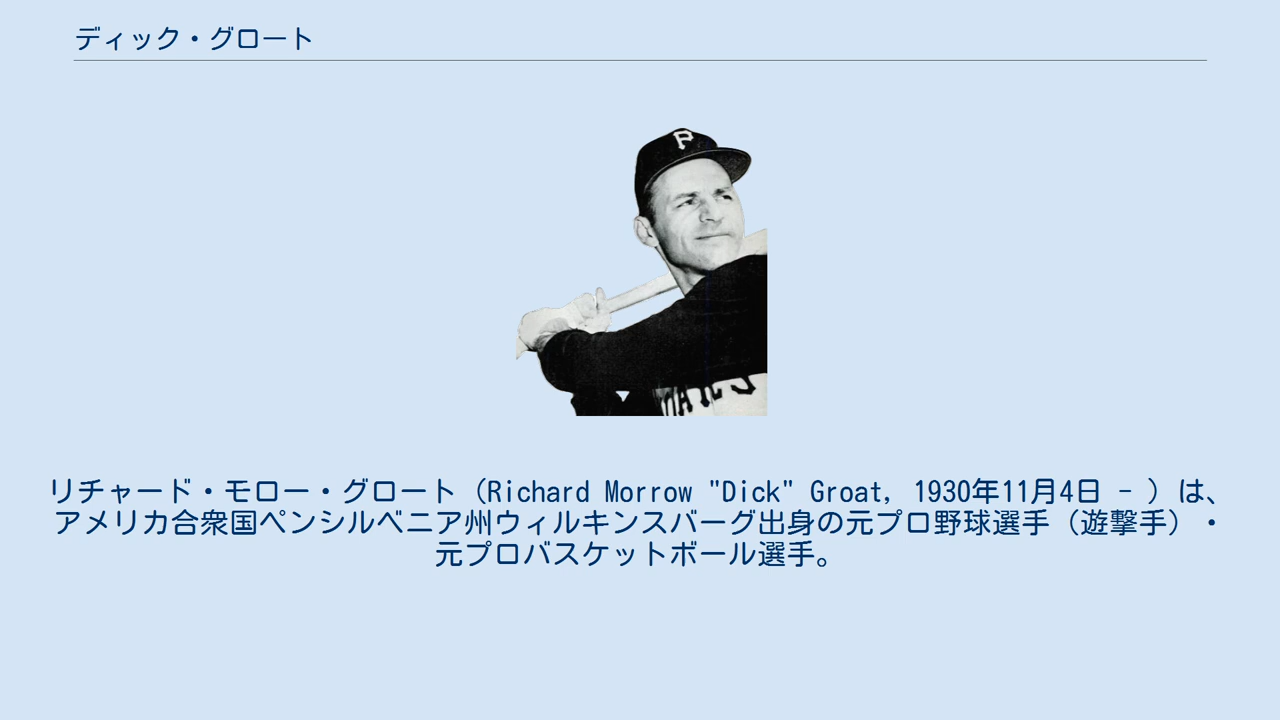 ディック・グロート
P
リチャード・モロー・グロート（Richard Morrow "Dick" Groat, 1930年11月4日 - ）は、
アメリカ合衆国ペンシルベニア州ウィルキンスバーグ出身の元プロ野球選手（遊撃手）・
元プロバスケットボール選手。